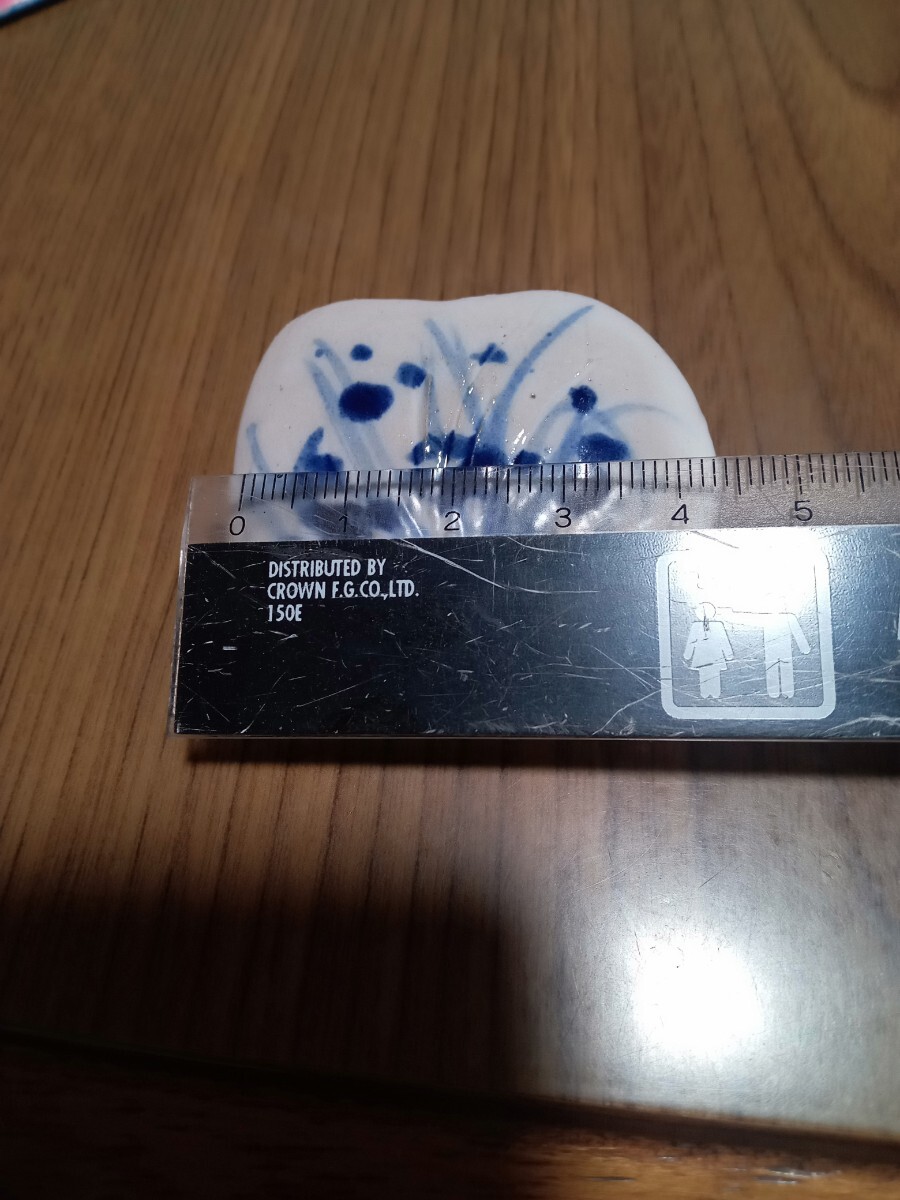 0 1 2 3 4 5
DISTRIBUTED BY
CROWN F.G.CO.,LTD.
150E